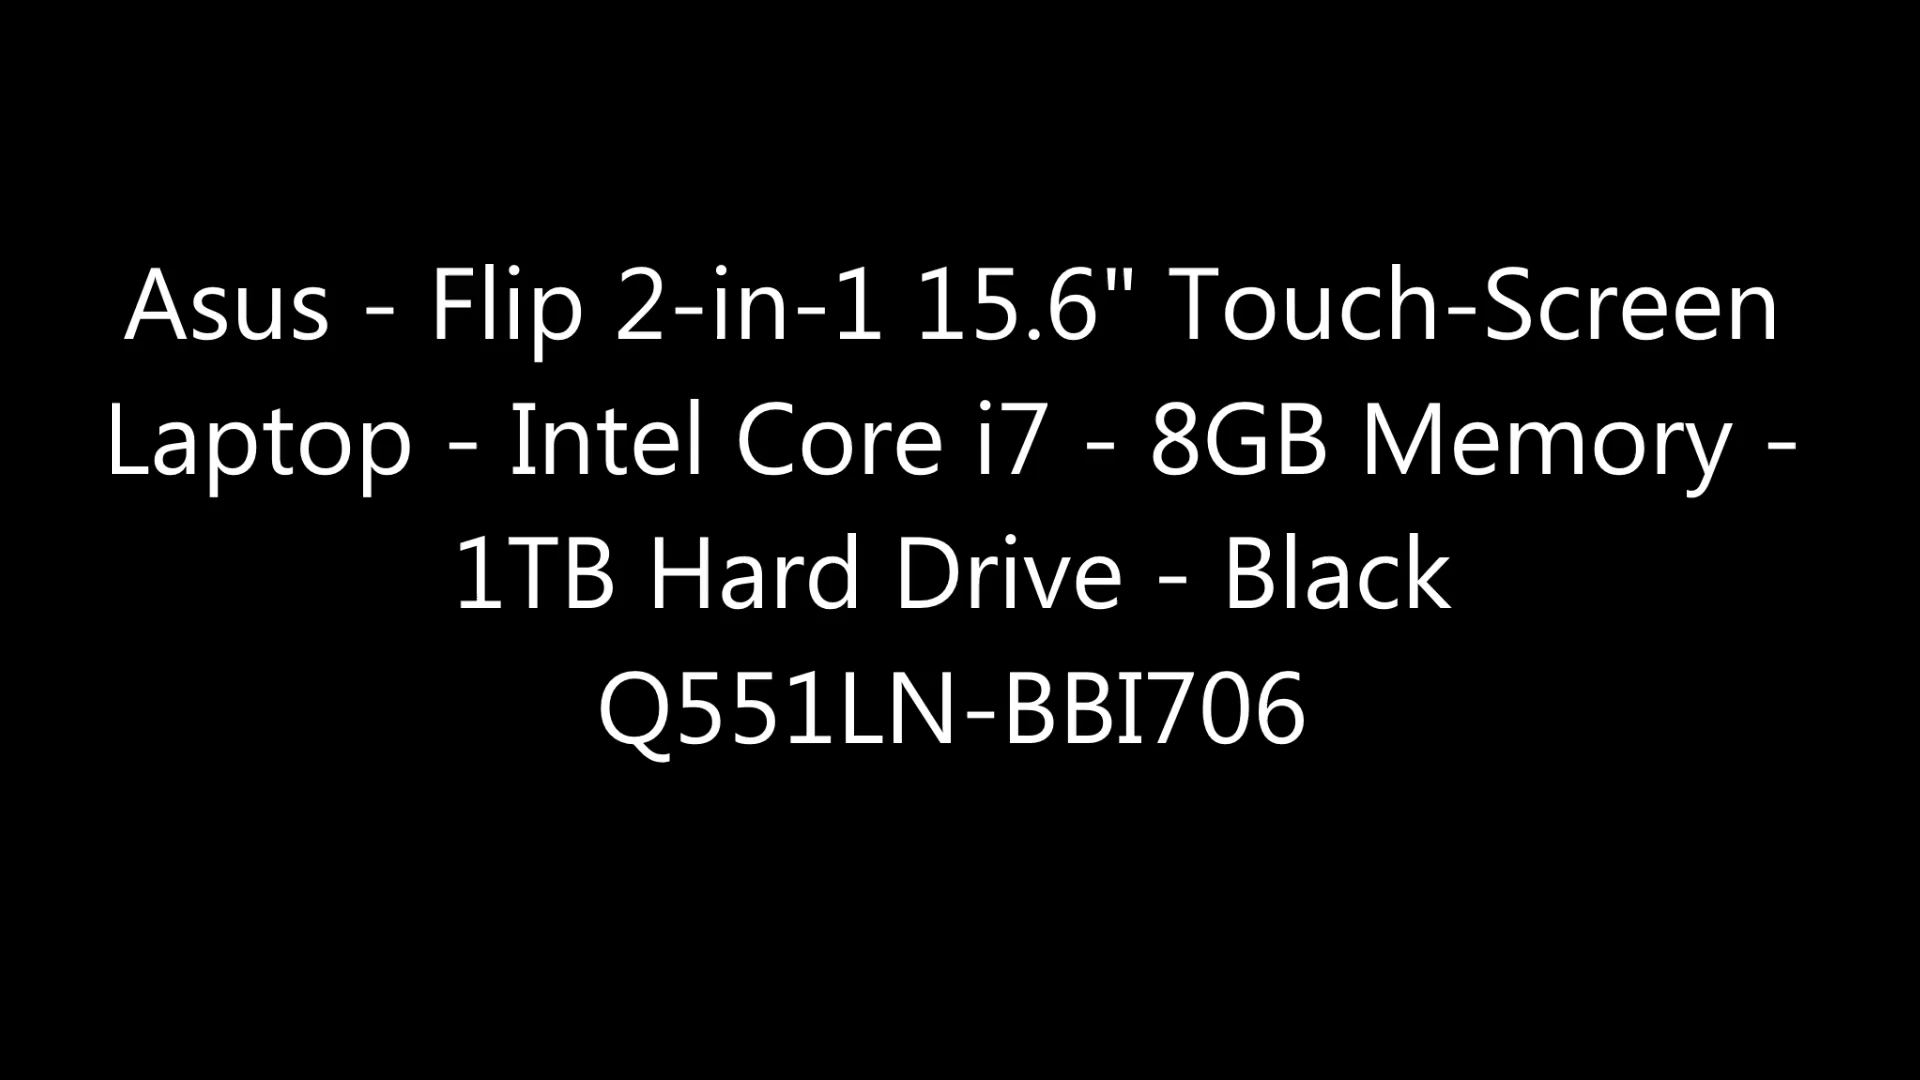 Asus - Flip 2-in-1 15.6" Touch-Screen
Laptop - Intel Core i7 - 8GB Memory -
1TB Hard Drive - Black
Q551LN-BBI706